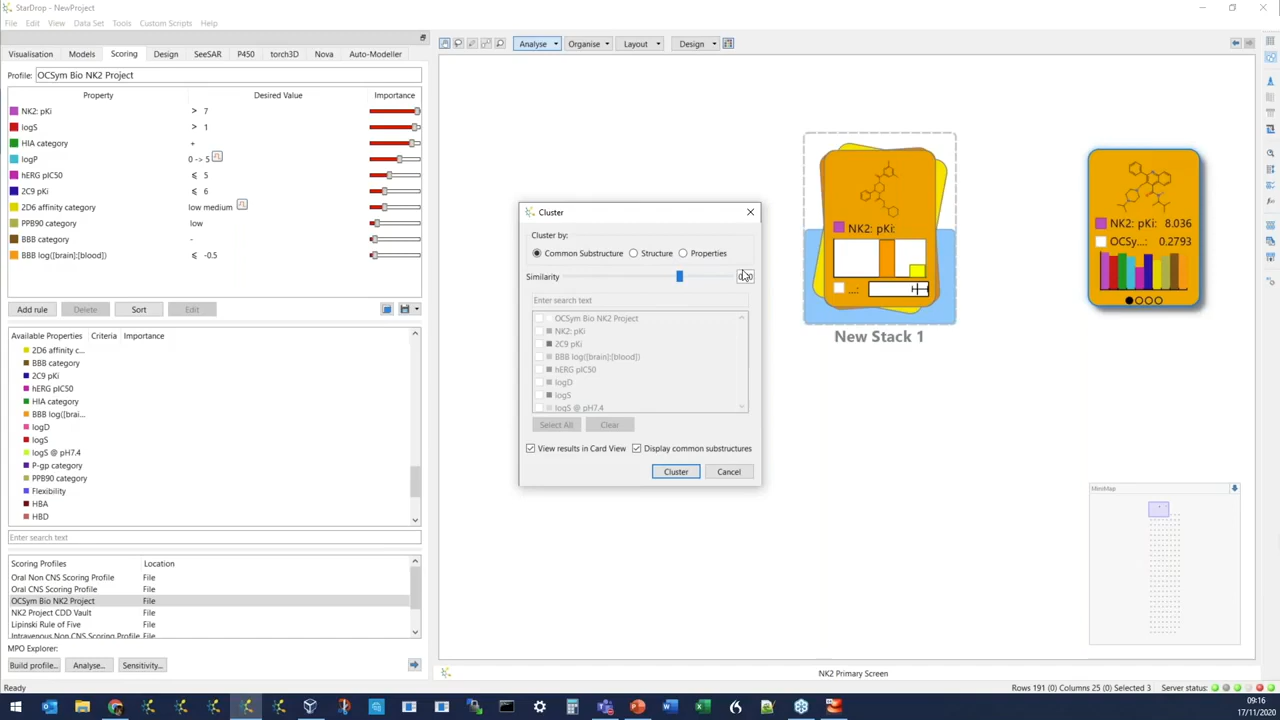 StarDrop - NewProject
File Edit View Data Set Tools Custom Scripts Help
Visualisation Models Scoring Design SeeSAR P450 torch3D Nova Auto-Modeller
Analyse Organise Layout Design
Profile: OCSym Bio NK2 Project
Property Desired Value Importance
NK2: pKi > 7
logS > 1
HIA category +
logP 0 -> 5
hERG pIC50 ≤ 5
2C9 pKi ≤ 6
2D6 affinity category low medium
PPB90 category low
BBB category -
BBB log([brain]:[blood]) ≤ -0.5
Add rule Delete Sort Edit
Available Properties Criteria Importance
2D6 affinity c...
BBB category
2C9 pKi
hERG pIC50
HIA category
BBB log([brai...
logD
logS
logS @ pH7.4
P-gp category
PPB90 category
Flexibility
HBA
HBD
Enter search text
Scoring Profiles Location
Oral Non CNS Scoring Profile File
Oral CNS Scoring Profile File
OCSym Bio NK2 Project File
NK2 Project CDD Vault File
Lipinski Rule of Five File
Intravenous Non CNS Scoring Profile File
MPO Explorer:
Build profile... Analyse... Sensitivity...
Cluster
Cluster by:
Common Substructure Structure Properties
Similarity
Enter search text
OCSym Bio NK2 Project
NK2: pKi
2C9 pKi
BBB log([brain]:[blood])
hERG pIC50
logD
logS
logS @ pH7.4
Select All Clear
View results in Card View Display common substructures
Cluster Cancel
NK2: pKi:
...:
New Stack 1
NK2: pKi: 8.036
OCSy...: 0.2793
MiniMap
NK2 Primary Screen
Ready
Rows 191 (0) Columns 25 (0) Selected 3 Server status:
09:16
17/11/2020